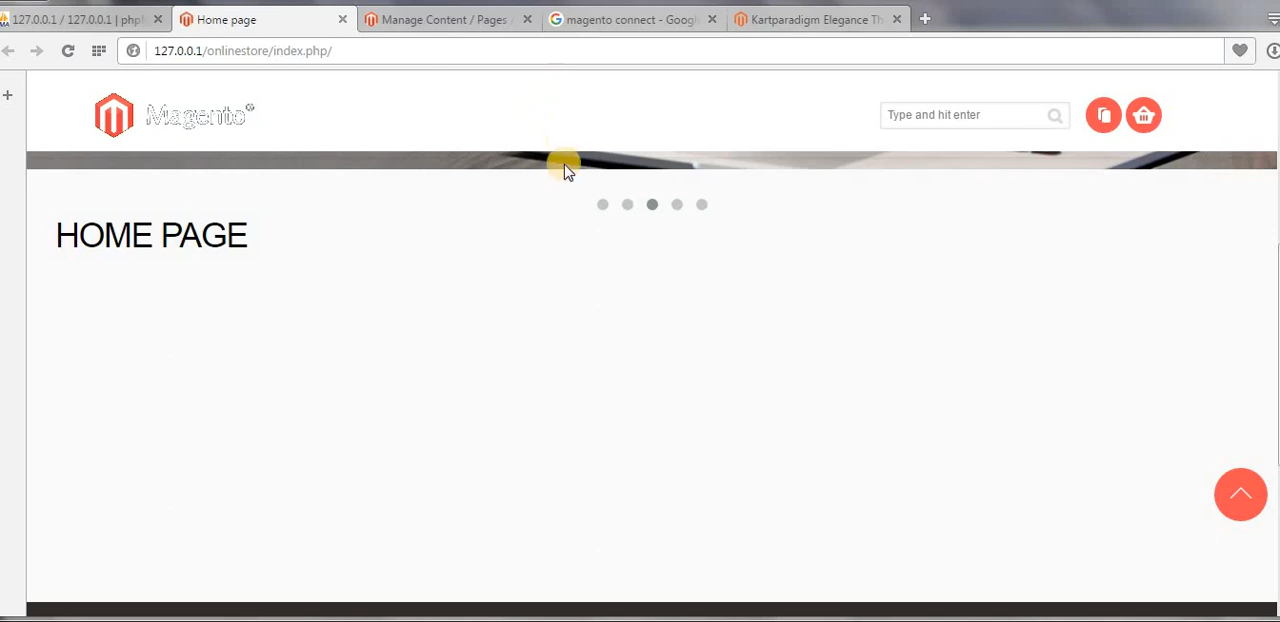 127.0.0.1 / 127.0.0.1 | php
Home page
Manage Content / Pages
magento connect - Googl
Kartparadigm Elegance Th
127.0.0.1/onlinestore/index.php/
Magento®
Type and hit enter
HOME PAGE